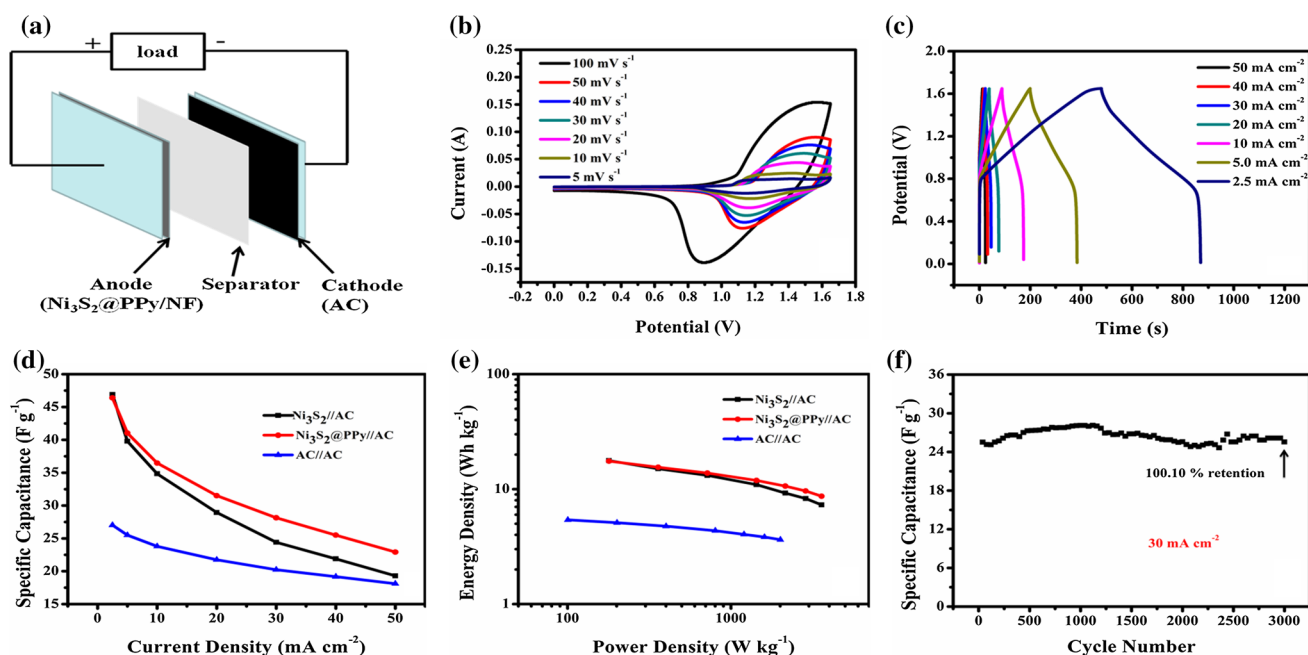 (a)
+
load
-
Anode
(Ni₃S₂@PPy/NF)
Separator
Cathode
(AC)
(b)
0.25
0.20
0.15
0.10
0.05
0.00
-0.05
-0.10
-0.15
Current (A)
100 mV s⁻¹
50 mV s⁻¹
40 mV s⁻¹
30 mV s⁻¹
20 mV s⁻¹
10 mV s⁻¹
5 mV s⁻¹
-0.2 0.0 0.2 0.4 0.6 0.8 1.0 1.2 1.4 1.6 1.8
Potential (V)
(c)
2.0
1.6
1.2
0.8
0.4
0.0
Potential (V)
50 mA cm⁻²
40 mA cm⁻²
30 mA cm⁻²
20 mA cm⁻²
10 mA cm⁻²
5.0 mA cm⁻²
2.5 mA cm⁻²
0 200 400 600 800 1000 1200
Time (s)
(d)
50
45
40
35
30
25
20
15
Specific Capacitance (F g⁻¹)
Ni₃S₂//AC
Ni₃S₂@PPy//AC
AC//AC
0 10 20 30 40 50
Current Density (mA cm⁻²)
(e)
100
10
1
Energy Density (Wh kg⁻¹)
Ni₃S₂//AC
Ni₃S₂@PPy//AC
AC//AC
100 1000
Power Density (W kg⁻¹)
(f)
36
30
24
18
12
6
0
Specific Capacitance (F g⁻¹)
100.10 % retention
30 mA cm⁻²
0 500 1000 1500 2000 2500 3000
Cycle Number